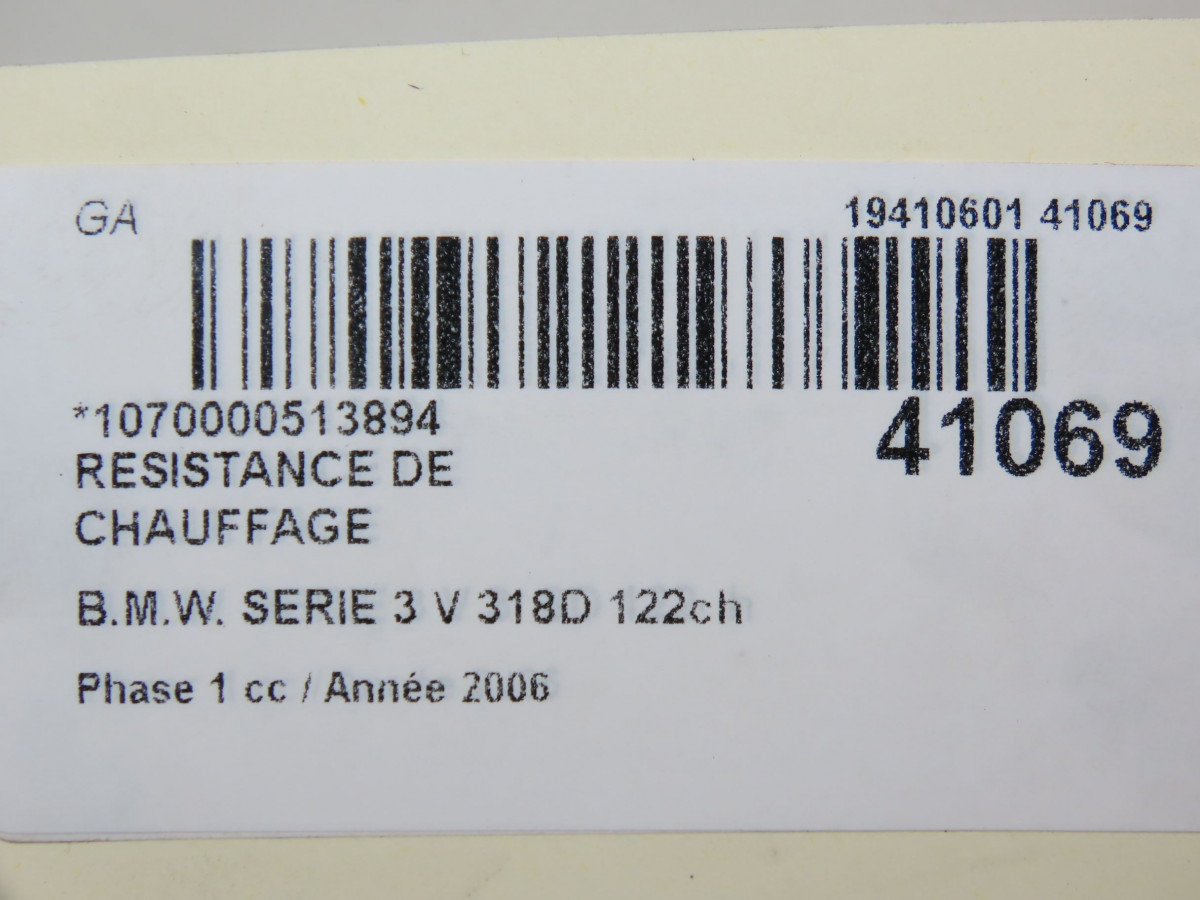 GA
19410601 41069
*1070000513894
41069
RESISTANCE DE
CHAUFFAGE
B.M.W. SERIE 3 V 318D 122ch
Phase 1 cc / Année 2006